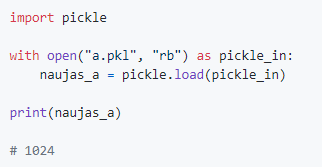 import pickle
with open("a.pkl", "rb") as pickle_in:
    naujas_a = pickle.load(pickle_in)
print(naujas_a)
# 1024